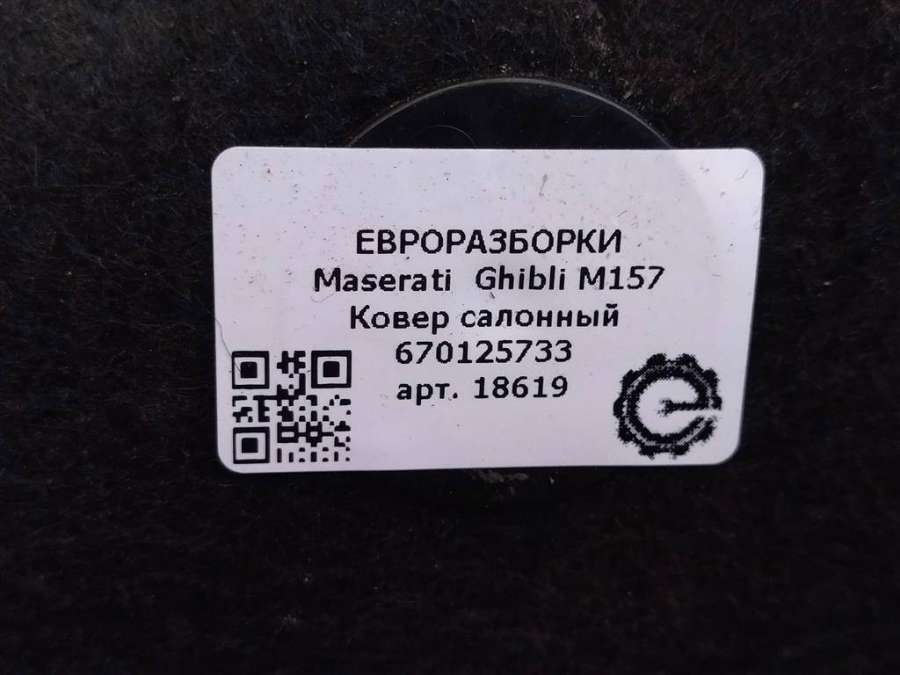 ЕВРОРАЗБОРКИ
Maserati Ghibli M157
Ковер салонный
670125733
арт. 18619